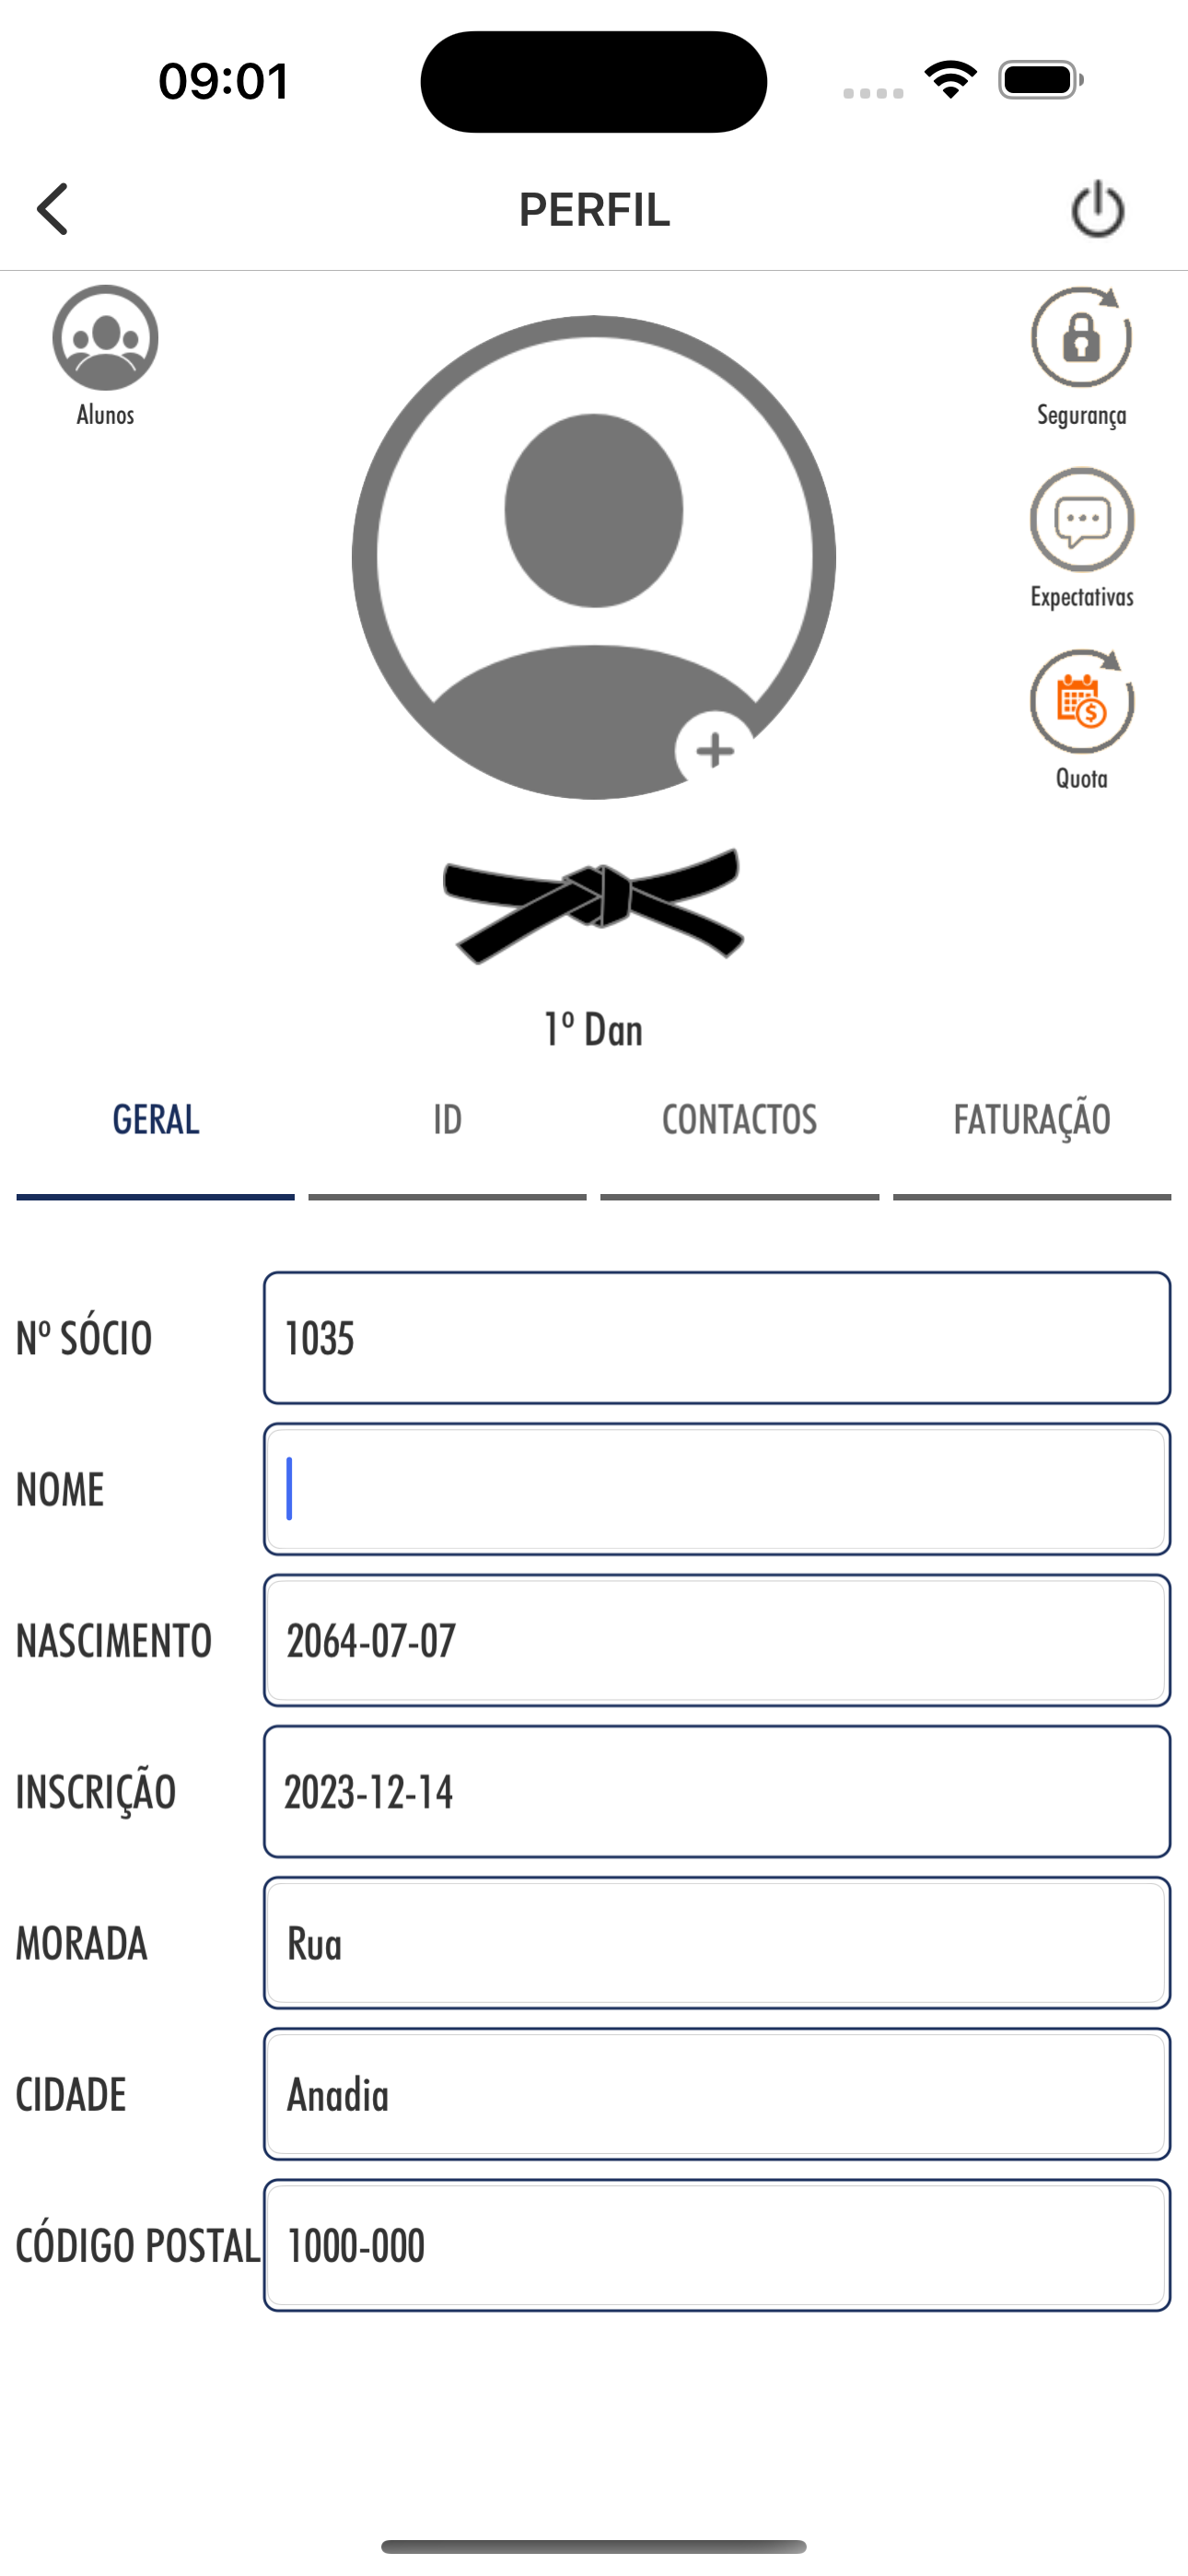 09:01
PERFIL
Alunos
Segurança
Expectativas
$
Quota
1º Dan
GERAL ID CONTACTOS FATURAÇÃO
Nº SÓCIO 1035
NOME
NASCIMENTO 2064-07-07
INSCRIÇÃO 2023-12-14
MORADA Rua
CIDADE Anadia
CÓDIGO POSTAL 1000-000